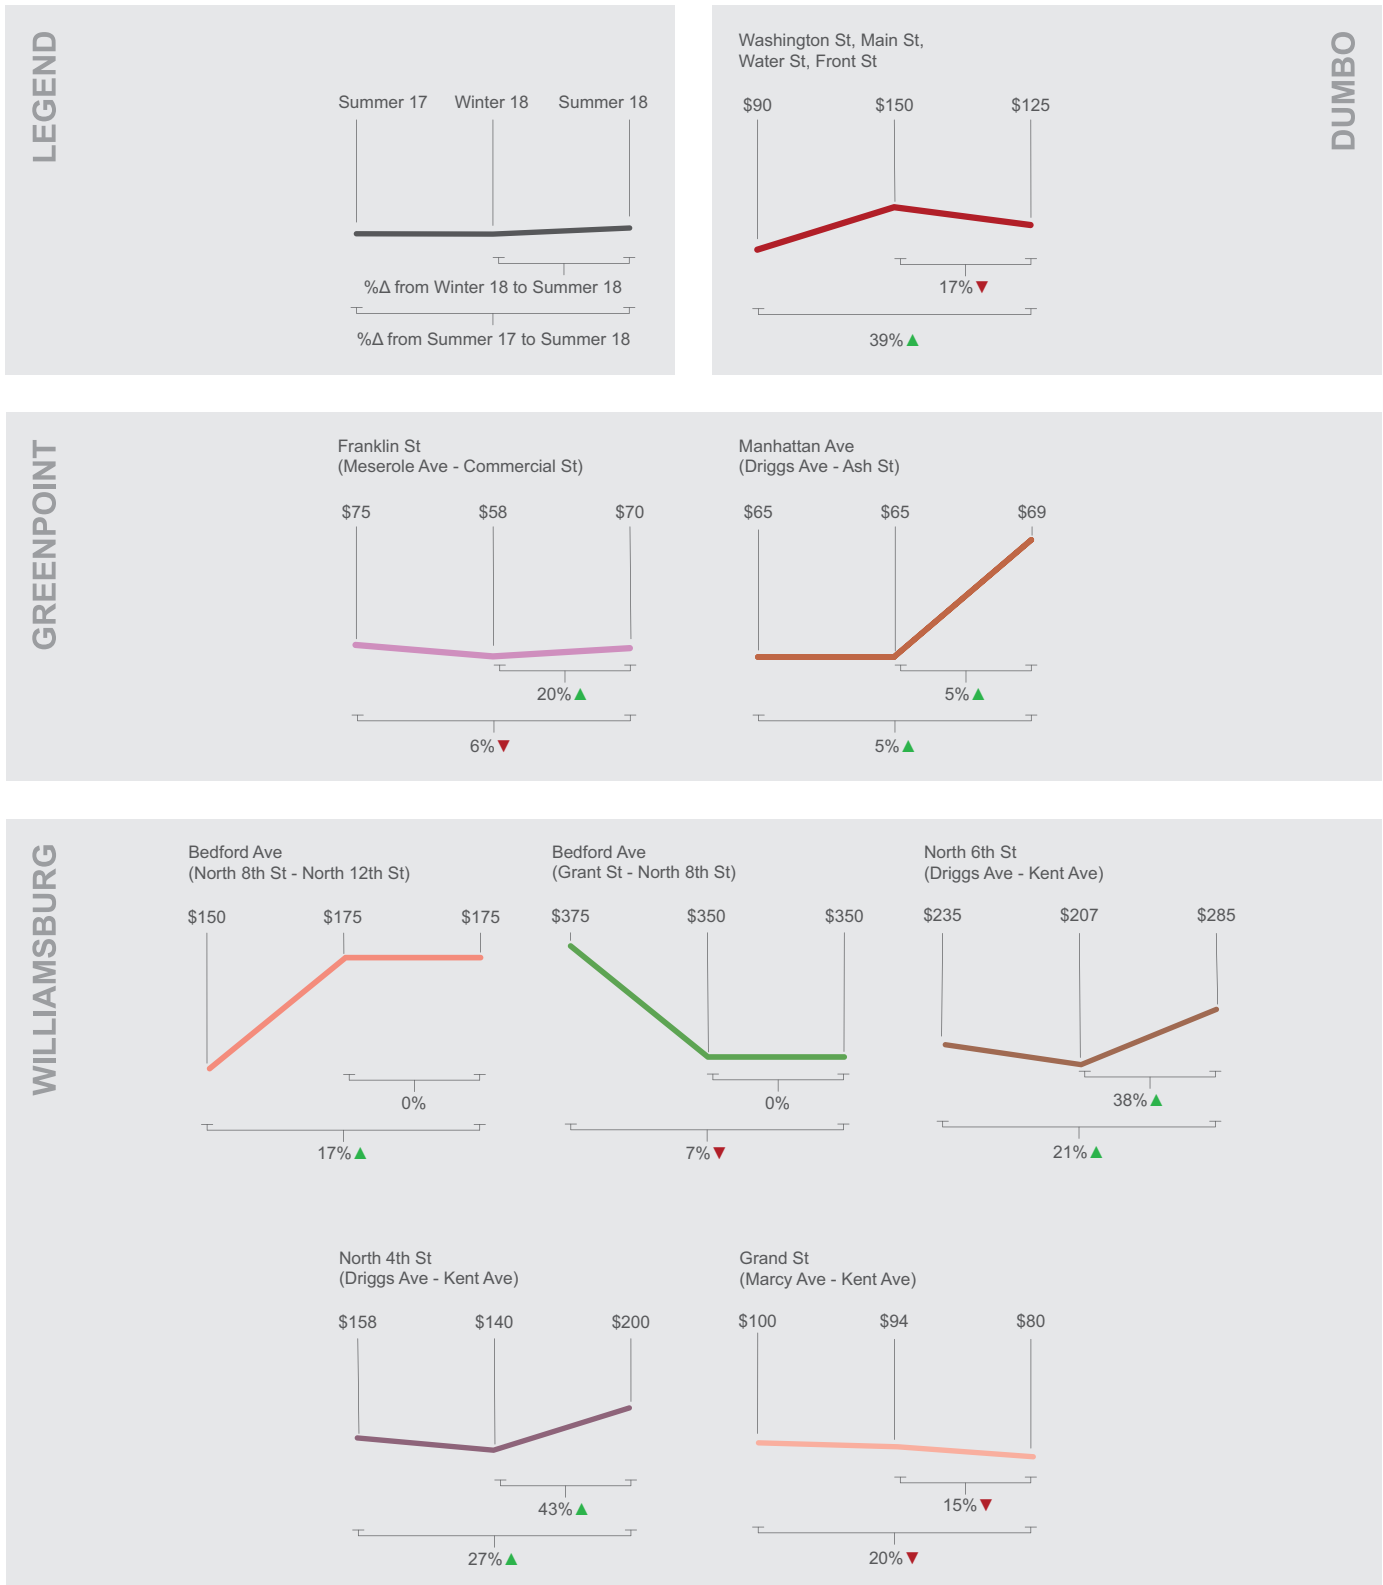 LEGEND
Summer 17 Winter 18 Summer 18
%Δ from Winter 18 to Summer 18
%Δ from Summer 17 to Summer 18
DUMBO
Washington St, Main St,
Water St, Front St
$90 $150 $125
17%
39%
GREENPOINT
Franklin St
(Meserole Ave - Commercial St)
$75 $58 $70
20%
6%
Manhattan Ave
(Driggs Ave - Ash St)
$65 $65 $69
5%
5%
WILLIAMSBURG
Bedford Ave
(North 8th St - North 12th St)
$150 $175 $175
0%
17%
Bedford Ave
(Grant St - North 8th St)
$375 $350 $350
0%
7%
North 6th St
(Driggs Ave - Kent Ave)
$235 $207 $285
38%
21%
North 4th St
(Driggs Ave - Kent Ave)
$158 $140 $200
43%
27%
Grand St
(Marcy Ave - Kent Ave)
$100 $94 $80
15%
20%